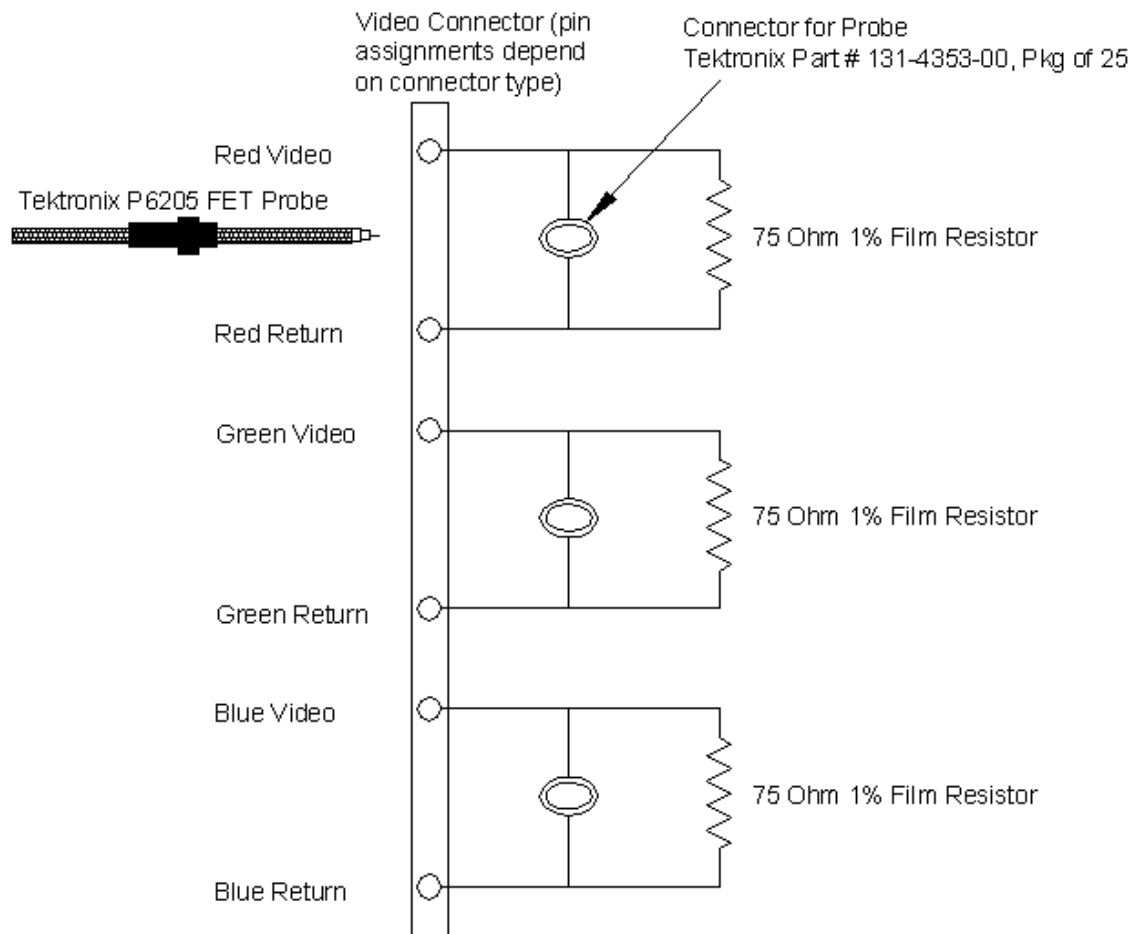 Video Connector (pin
assignments depend
on connector type)
Connector for Probe
Tektronix Part # 131-4353-00, Pkg of 25
Red Video
Tektronix P6205 FET Probe
75 Ohm 1% Film Resistor
Red Return
Green Video
75 Ohm 1% Film Resistor
Green Return
Blue Video
75 Ohm 1% Film Resistor
Blue Return